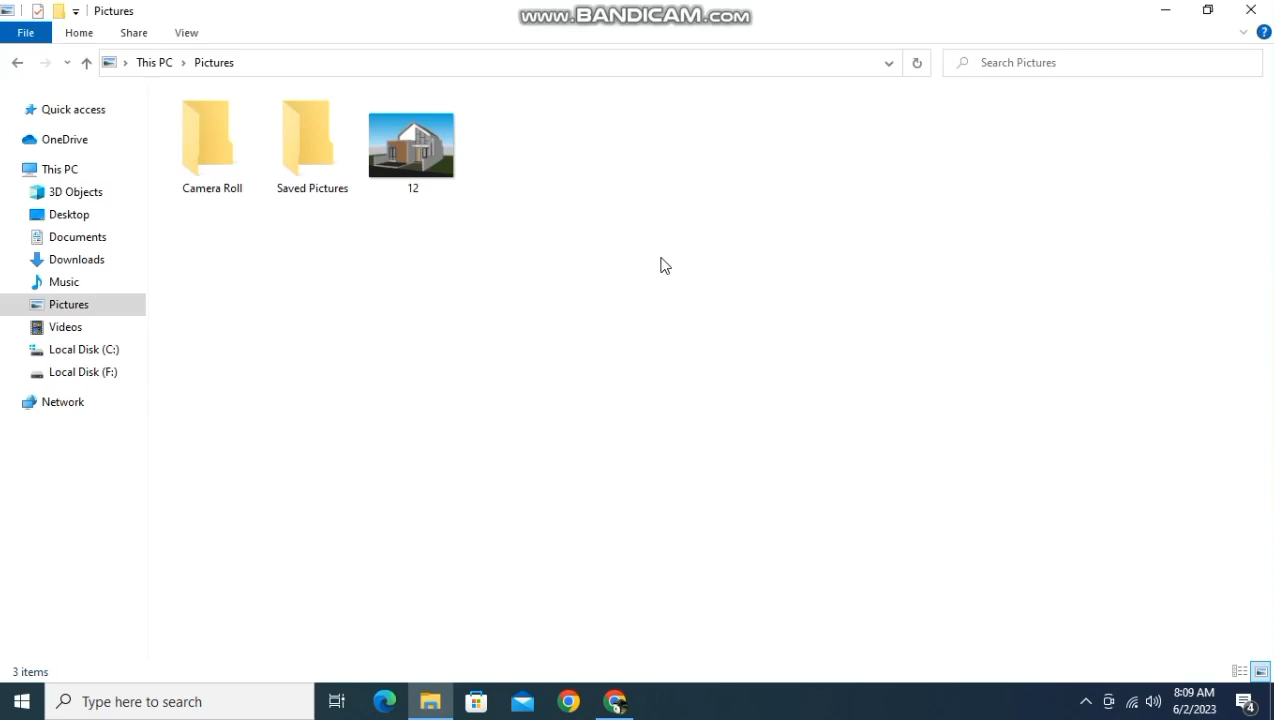 Pictures
www.BANDICAM.com
File Home Share View
This PC Pictures
Search Pictures
Quick access
OneDrive
This PC
3D Objects
Desktop
Documents
Downloads
Music
Pictures
Videos
Local Disk (C:)
Local Disk (F:)
Network
Camera Roll
Saved Pictures
12
3 items
Type here to search
8:09 AM
6/2/2023
4